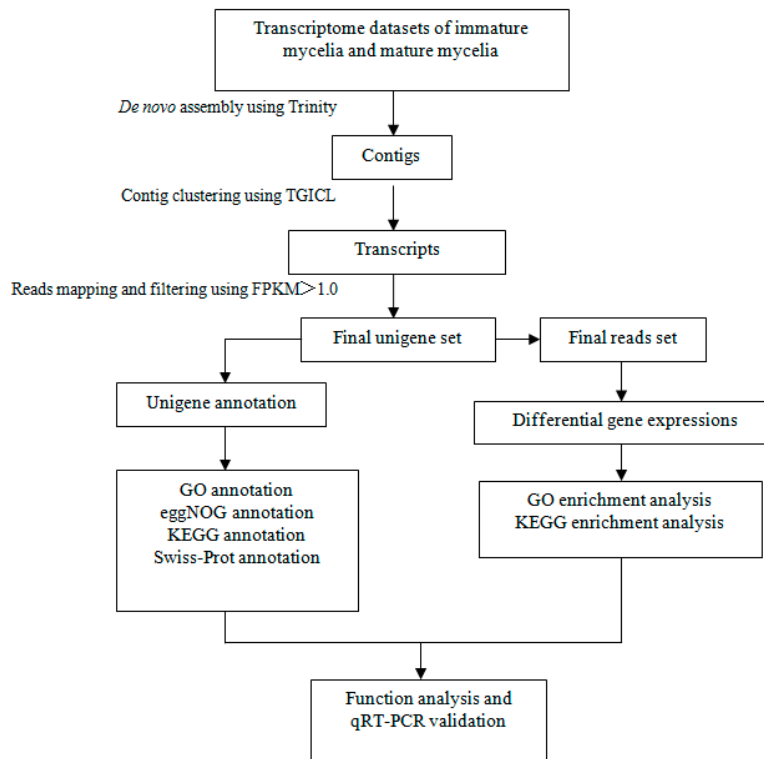 Transcriptome datasets of immature
mycelia and mature mycelia
De novo assembly using Trinity
Contigs
Contig clustering using TGICL
Transcripts
Reads mapping and filtering using FPKM＞1.0
Final unigene set
Final reads set
Unigene annotation
Differential gene expressions
GO annotation
eggNOG annotation
KEGG annotation
Swiss-Prot annotation
GO enrichment analysis
KEGG enrichment analysis
Function analysis and
qRT-PCR validation